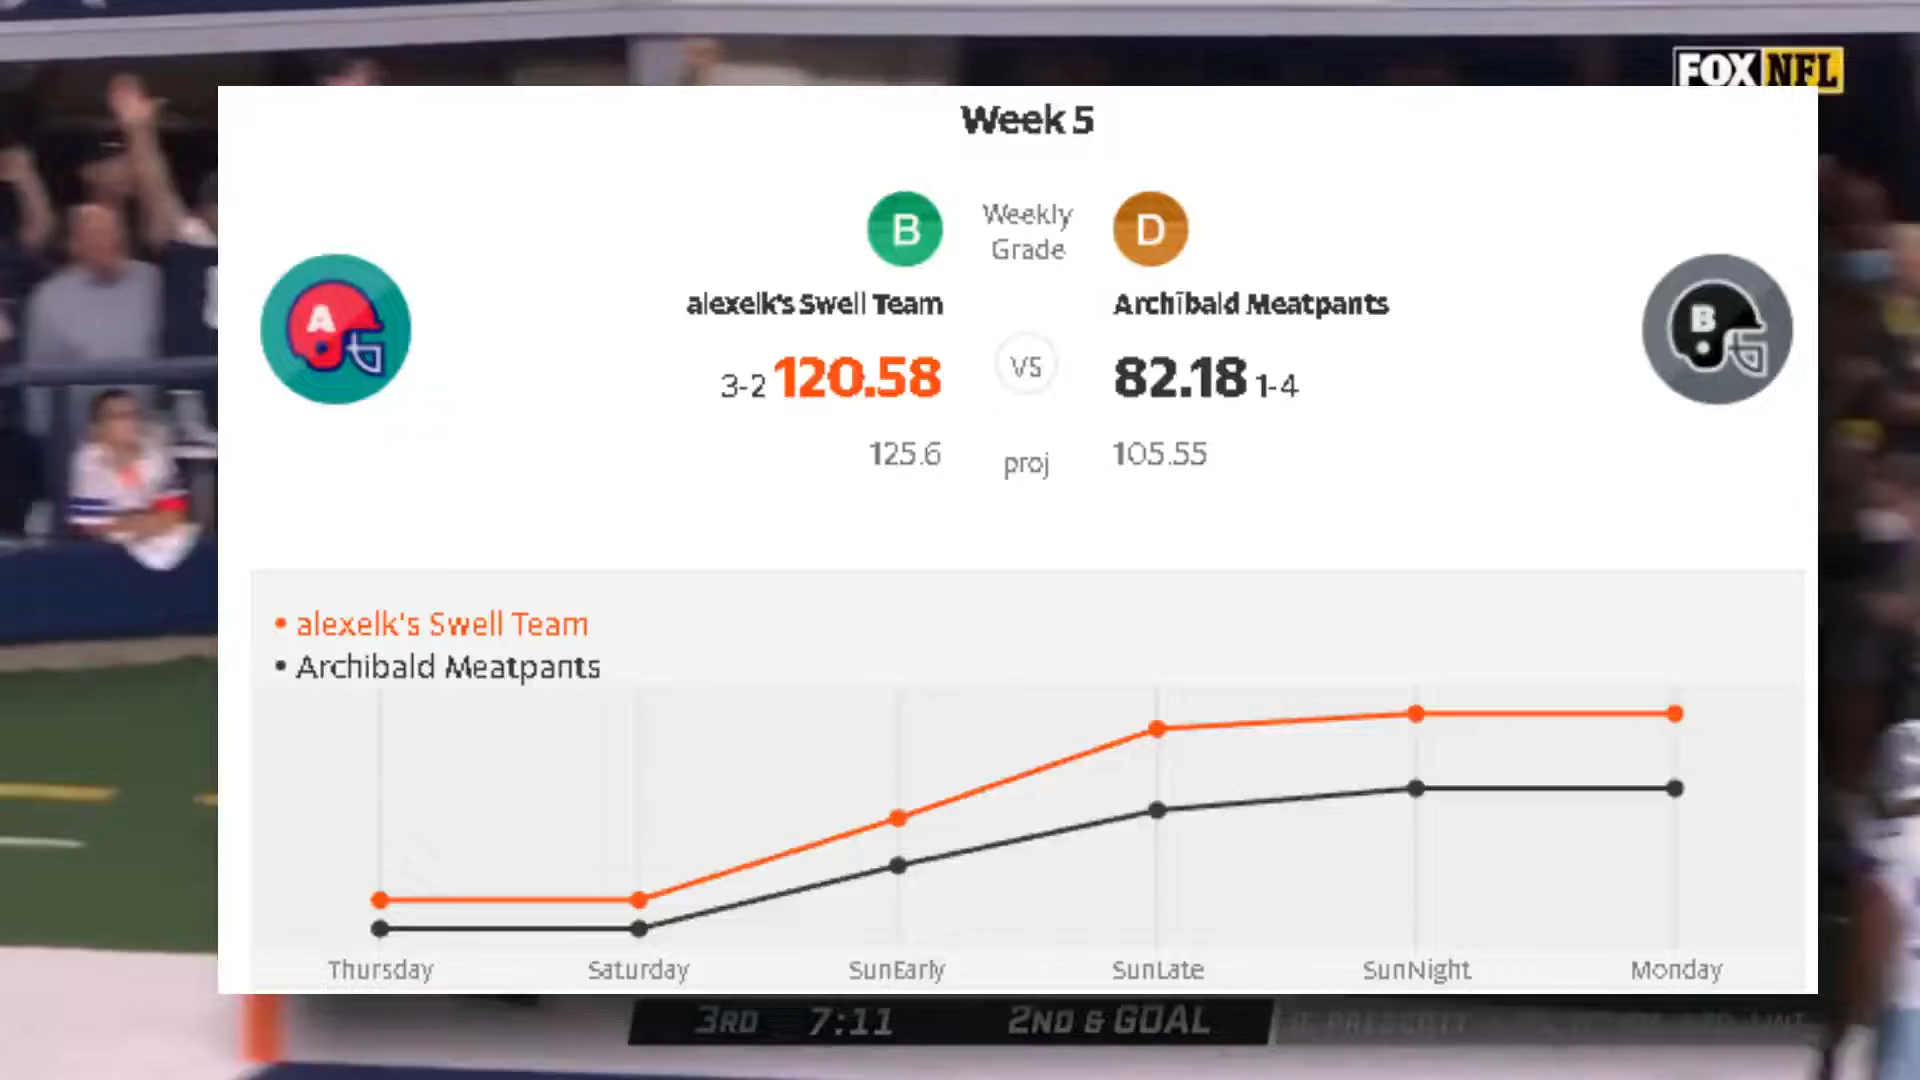 FOX NFL
Week 5
B Weekly Grade D
A
B
alexelk's Swell Team
Archibald Meatpants
3-2 120.58 VS 82.18 1-4
125.6 proj 105.55
• alexelk's Swell Team
• Archibald Meatpants
Thursday Saturday SunEarly SunLate SunNight Monday
3RD 7:11 2ND & GOAL
PRESCOTT